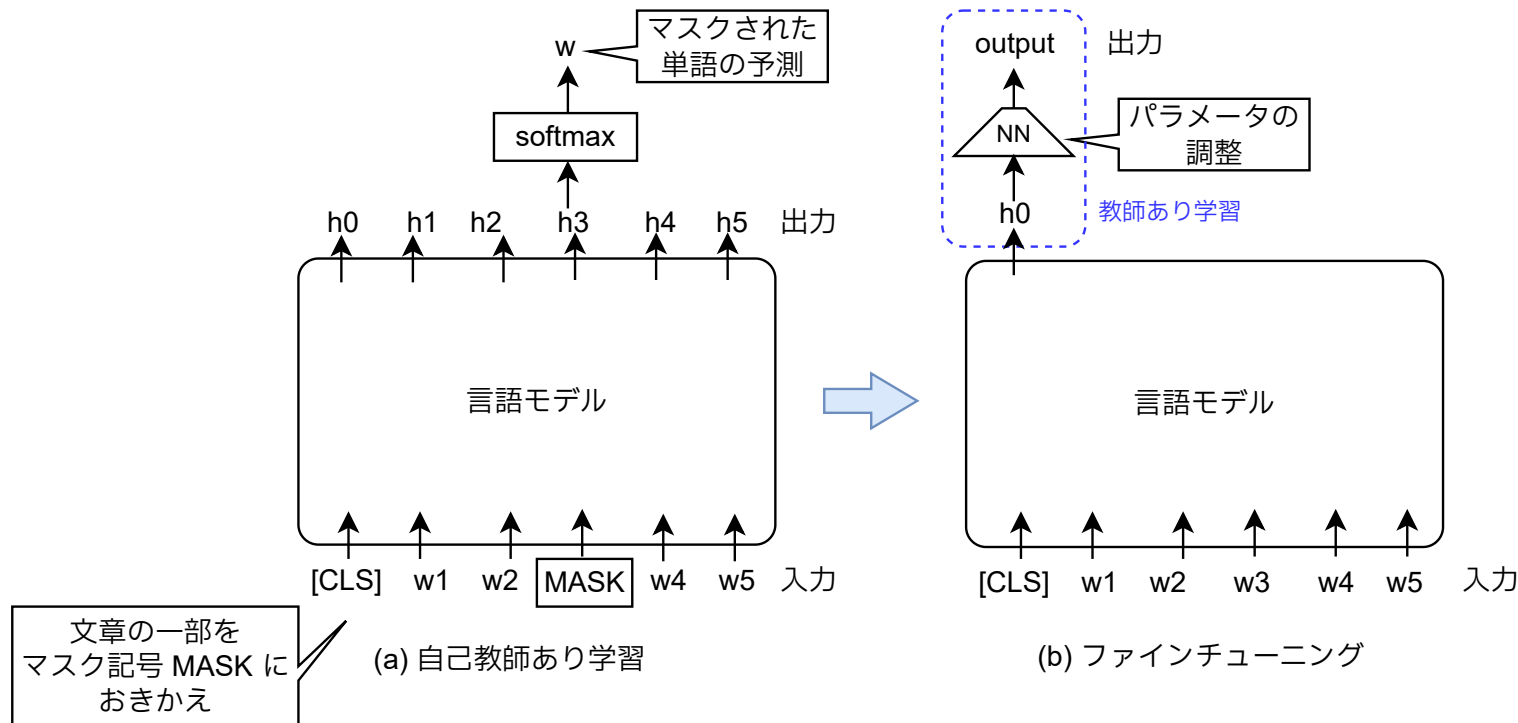 w
マスクされた
単語の予測
softmax
h0 h1 h2 h3 h4 h5 出力
言語モデル
[CLS] w1 w2 MASK w4 w5 入力
文章の一部を
マスク記号 MASK に
おきかえ
(a) 自己教師あり学習
output 出力
NN
パラメータの
調整
h0
教師あり学習
言語モデル
[CLS] w1 w2 w3 w4 w5 入力
(b) ファインチューニング